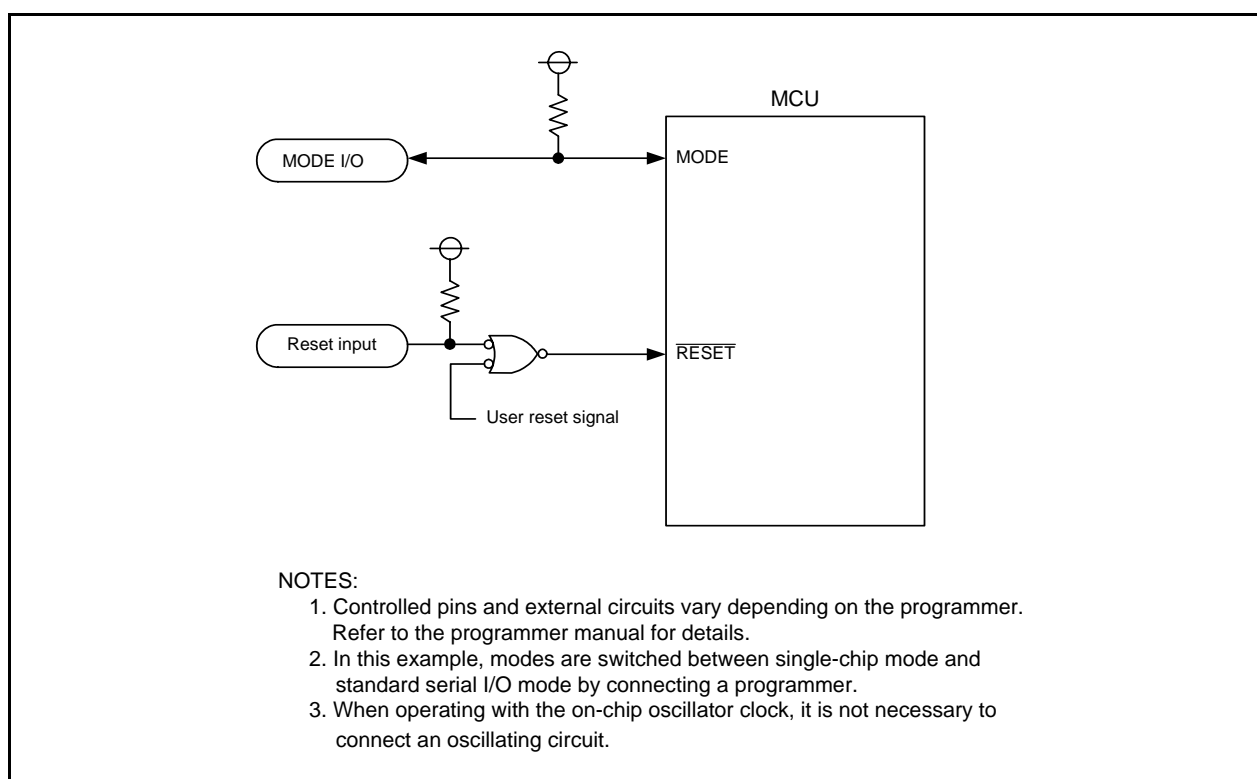 MCU
MODE I/O
MODE
Reset input
RESET
User reset signal
NOTES:
1. Controlled pins and external circuits vary depending on the programmer.
Refer to the programmer manual for details.
2. In this example, modes are switched between single-chip mode and
standard serial I/O mode by connecting a programmer.
3. When operating with the on-chip oscillator clock, it is not necessary to
connect an oscillating circuit.